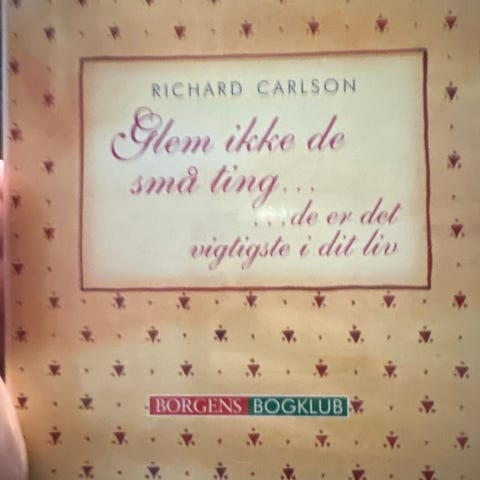 RICHARD CARLSON
Glem ikke de
små ting...
...de er det
vigtigste i dit liv
BORGENS BOGKLUB